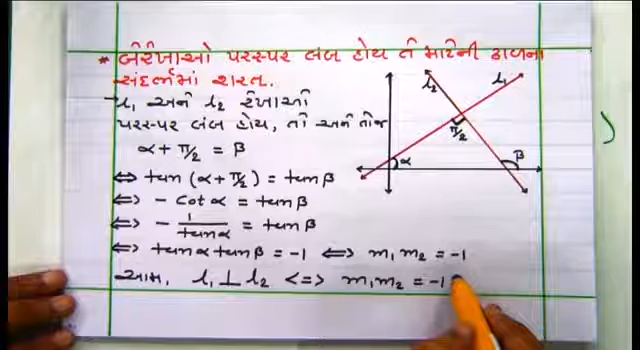 * બે રેખાઓ પરસ્પર લંબ હોય તે માટેની ઢાળના
સંદર્ભમાં શરત.
→ l₁ અને l₂ રેખાઓ
પરસ્પર લંબ હોય, તો અને તોજ
α + π/2 = β
⇔ tan (α + π/2) = tan β
⇔ - cot α = tan β
⇔ - 1/tan α = tan β
⇔ tan α tan β = -1 ⇔ m₁ m₂ = -1
આમ, l₁ ⊥ l₂ <=> m₁m₂ = -1
l₂
l₁
π/2
α
β